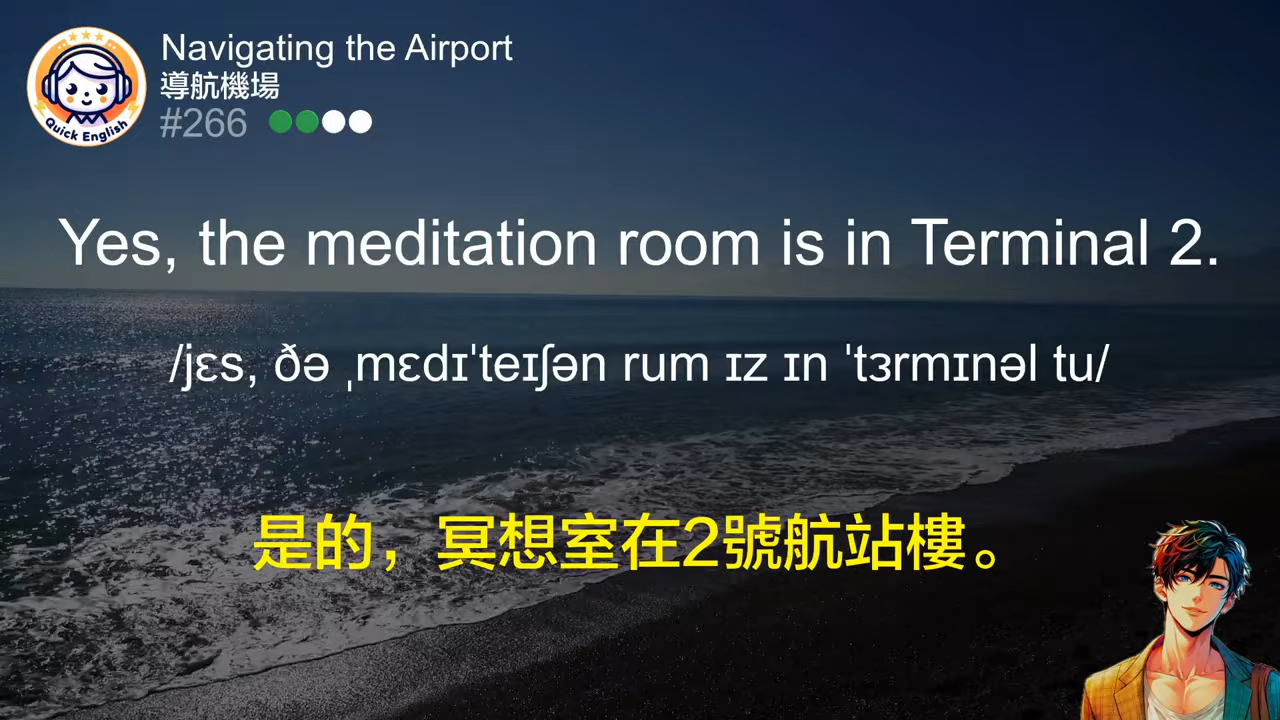 Navigating the Airport
導航機場
#266
Quick English
Yes, the meditation room is in Terminal 2.
/jɛs, ðə ˌmɛdɪˈteɪʃən rum ɪz ɪn ˈtɜrmɪnəl tu/
是的，冥想室在2號航站樓。